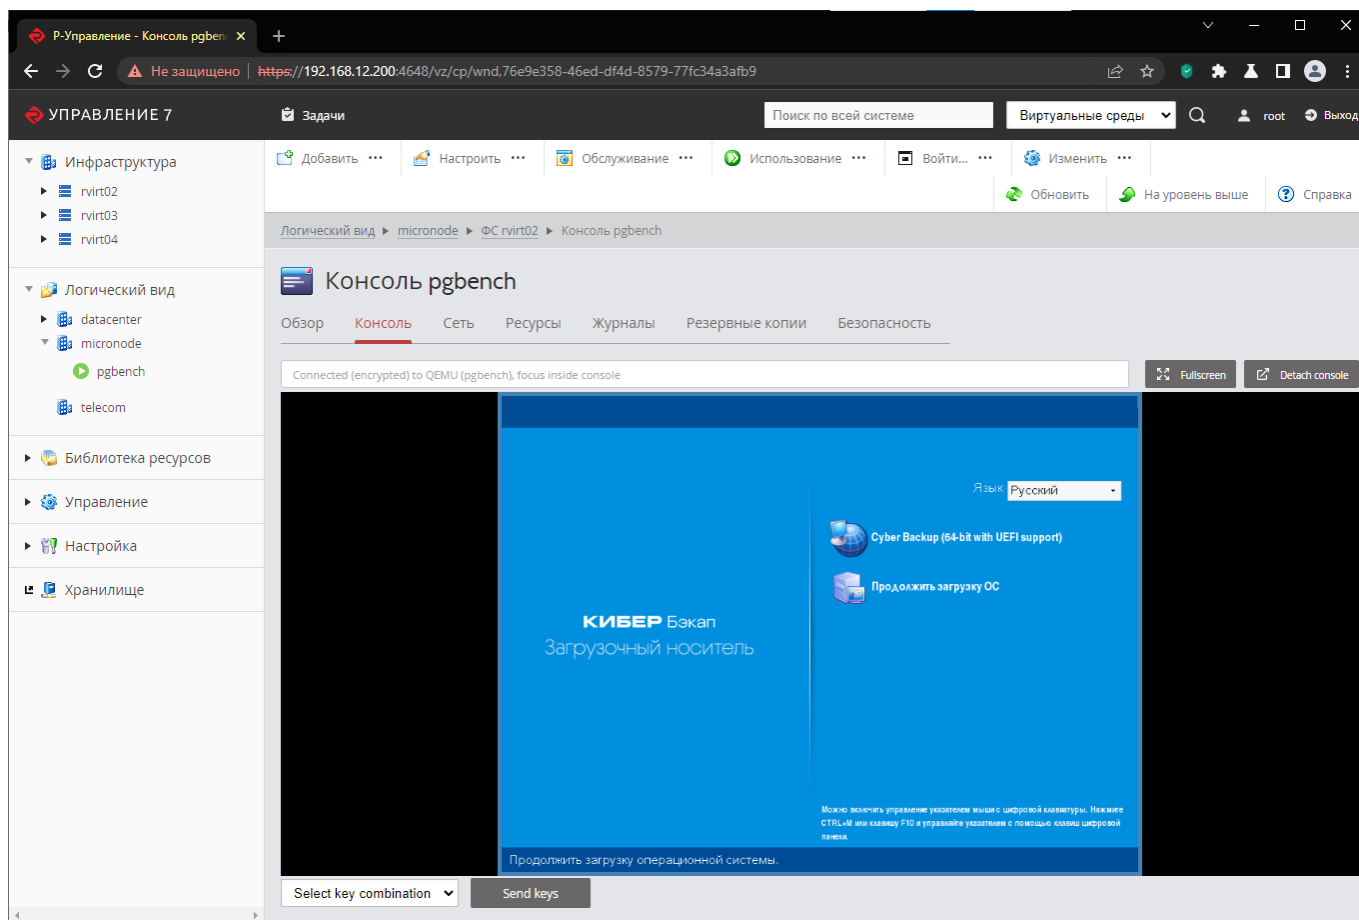 Р-Управление - Консоль pgben
Не защищено https://192.168.12.200:4648/vz/cp/wnd,76e9e358-46ed-df4d-8579-77fc34a3afb9
УПРАВЛЕНИЕ 7
Задачи
Поиск по всей системе
Виртуальные среды
root
Выход
Инфраструктура
rvirt02
rvirt03
rvirt04
Логический вид
datacenter
micronode
pgbench
telecom
Библиотека ресурсов
Управление
Настройка
Хранилище
Добавить ···
Настроить ···
Обслуживание ···
Использование ···
Войти... ···
Изменить ···
Обновить
На уровень выше
Справка
Логический вид micronode ФС rvirt02 Консоль pgbench
Консоль pgbench
Обзор Консоль Сеть Ресурсы Журналы Резервные копии Безопасность
Connected (encrypted) to QEMU (pgbench), focus inside console
Fullscreen
Detach console
Язык Русский
Cyber Backup (64-bit with UEFI support)
Продолжить загрузку ОС
КИБЕР Бэкап
Загрузочный носитель
Можно включить управление указателем мыши с цифровой клавиатуры. Нажмите
CTRL+M или клавишу F10 и управляйте указателем с помощью клавиш цифровой
панели.
Продолжить загрузку операционной системы.
Select key combination
Send keys